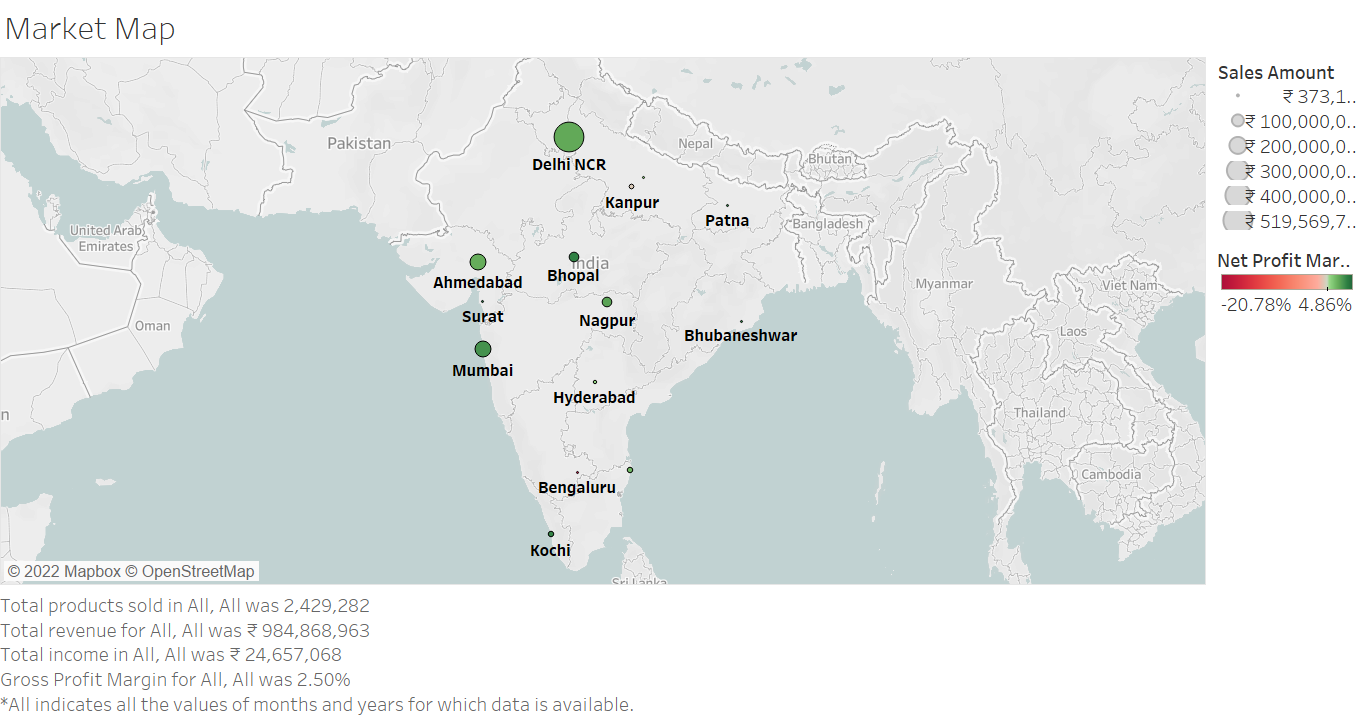 Market Map
Sales Amount
₹ 373,1..
₹ 100,000,0..
₹ 200,000,0..
₹ 300,000,0..
₹ 400,000,0..
₹ 519,569,7..
Net Profit Mar..
-20.78% 4.86%
Pakistan
Nepal
Bhutan
Delhi NCR
Kanpur
Patna
Bangladesh
United Arab
Emirates
India
Ahmedabad
Bhopal
Myanmar
Viet Nam
Surat
Nagpur
Oman
Bhubaneshwar
Laos
Mumbai
Hyderabad
n
Thailand
Cambodia
Bengaluru
Kochi
Sri Lanka
© 2022 Mapbox © OpenStreetMap
Total products sold in All, All was 2,429,282
Total revenue for All, All was ₹ 984,868,963
Total income in All, All was ₹ 24,657,068
Gross Profit Margin for All, All was 2.50%
*All indicates all the values of months and years for which data is available.